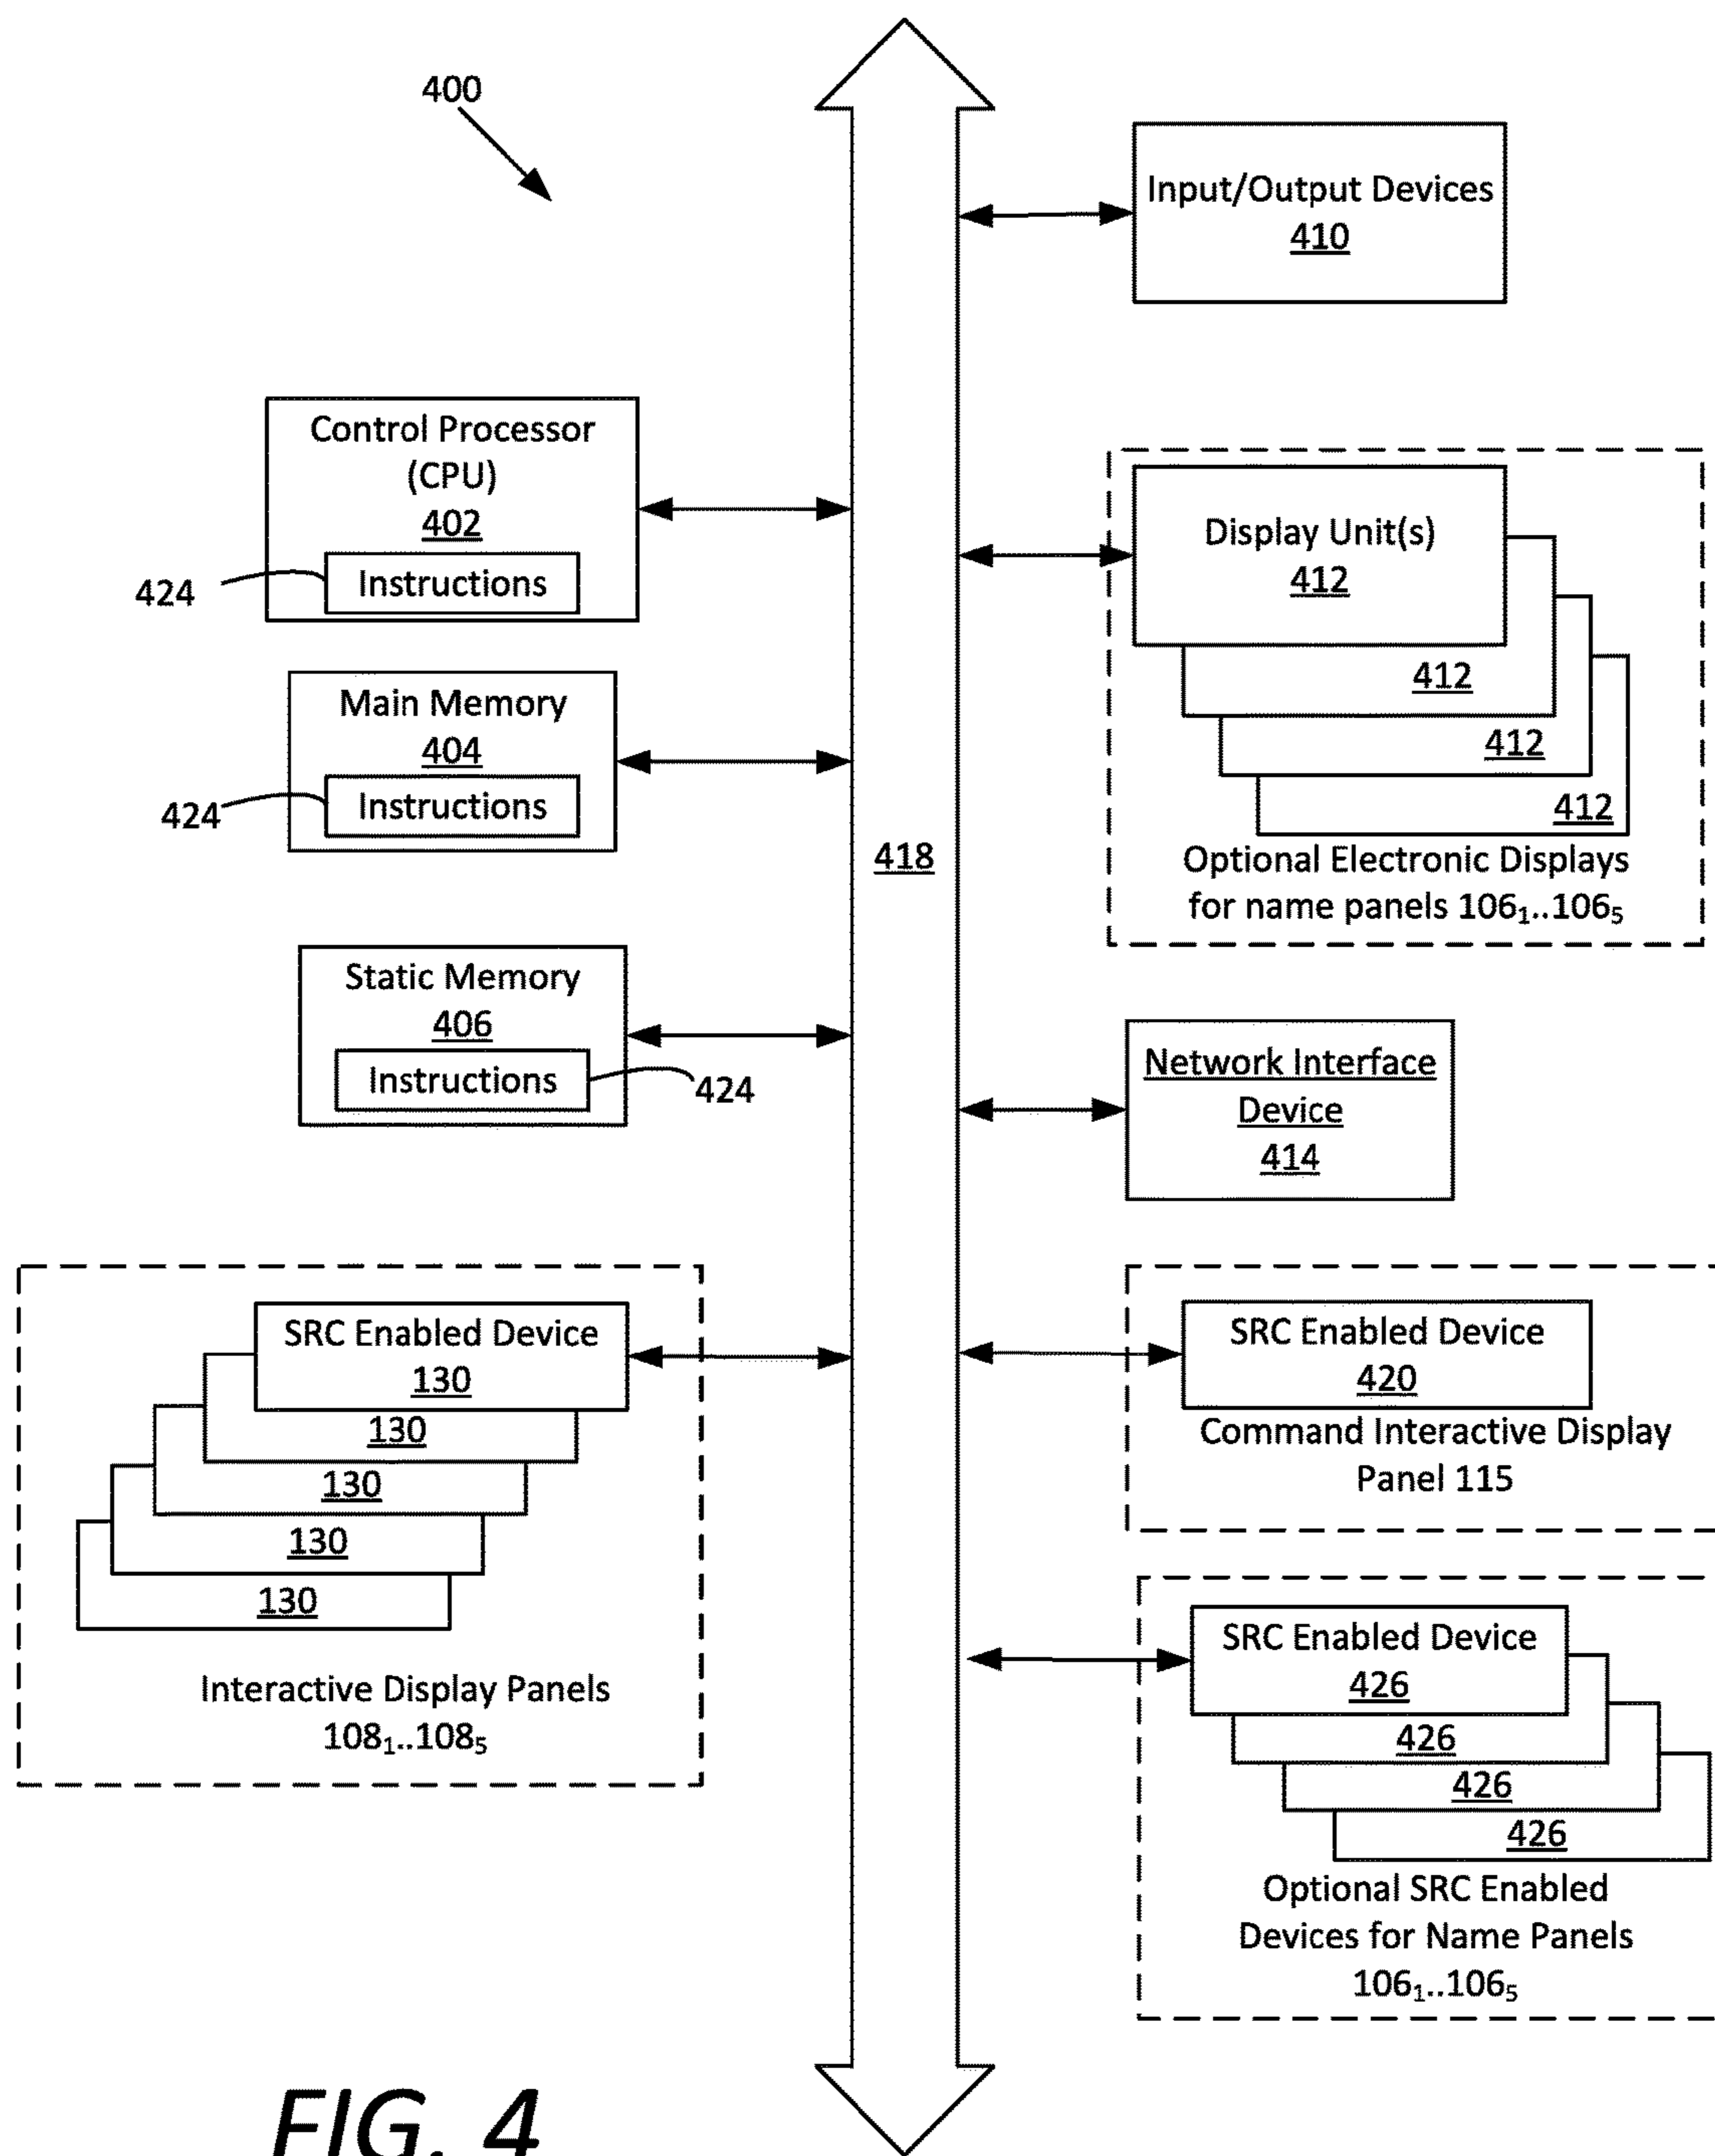 400
Input/Output Devices
410
Control Processor
(CPU)
402
Instructions
424
Display Unit(s)
412
412
412
412
Optional Electronic Displays
for name panels 106₁..106₅
Main Memory
404
Instructions
424
418
Static Memory
406
Instructions
424
Network Interface
Device
414
SRC Enabled Device
130
130
130
130
130
Interactive Display Panels
108₁..108₅
SRC Enabled Device
420
Command Interactive Display
Panel 115
SRC Enabled Device
426
426
426
426
Optional SRC Enabled
Devices for Name Panels
106₁..106₅
FIG. 4